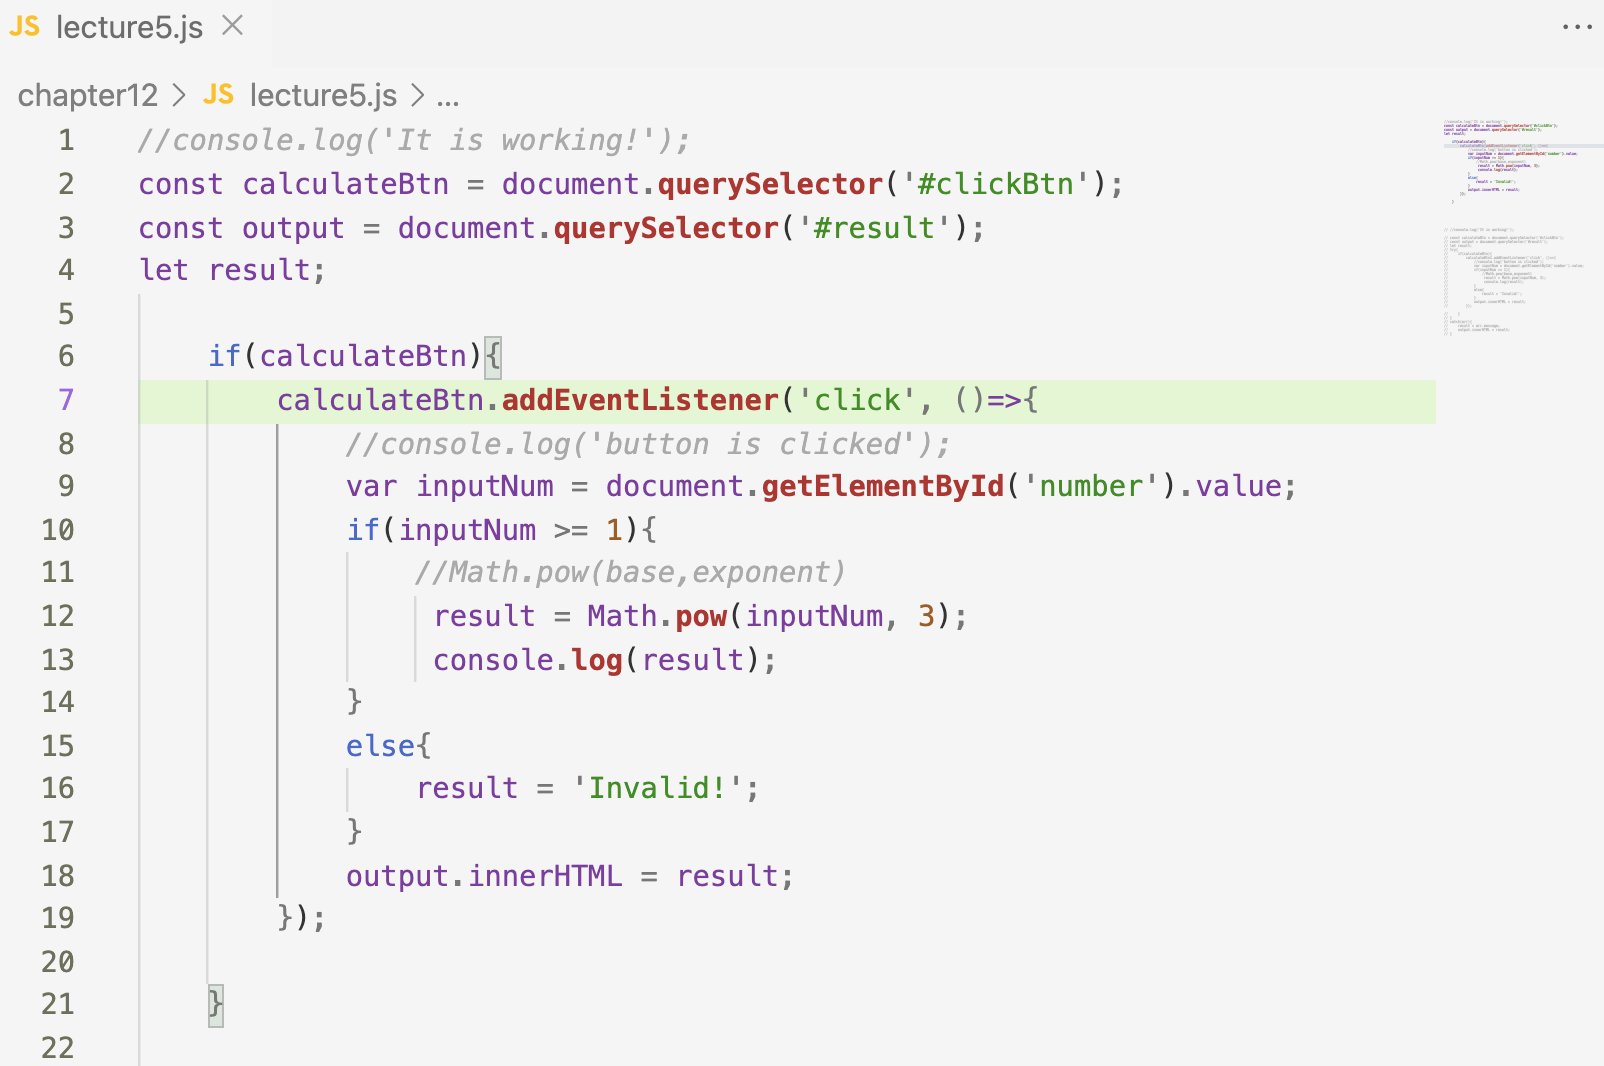 JS lecture5.js ×
...
chapter12 > JS lecture5.js > ...
1 //console.log('It is working!');
2 const calculateBtn = document.querySelector('#clickBtn');
3 const output = document.querySelector('#result');
4 let result;
5
6 if(calculateBtn){
7 calculateBtn.addEventListener('click', ()=>{
8 //console.log('button is clicked');
9 var inputNum = document.getElementById('number').value;
10 if(inputNum >= 1){
11 //Math.pow(base,exponent)
12 result = Math.pow(inputNum, 3);
13 console.log(result);
14 }
15 else{
16 result = 'Invalid!';
17 }
18 output.innerHTML = result;
19 });
20
21 }
22